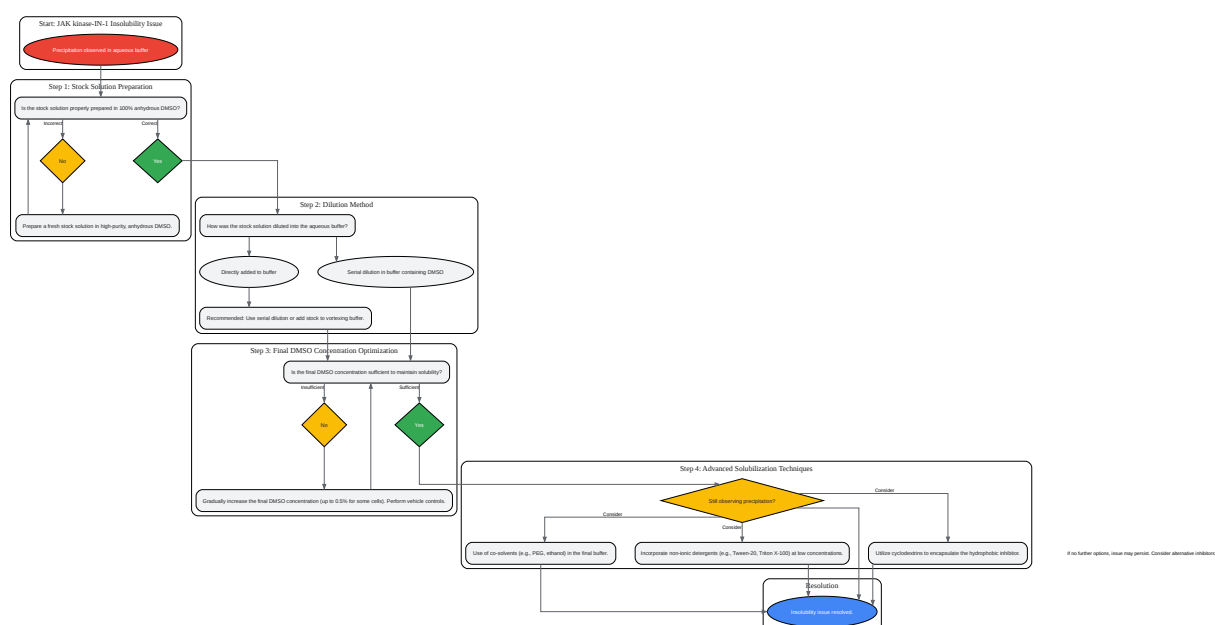 Start: JAK kinase-IN-1 Insolubility Issue
Precipitation observed in aqueous buffer
Step 1: Stock Solution Preparation
Is the stock solution properly prepared in 100% anhydrous DMSO?
Incorrect
Correct
No
Yes
Prepare a fresh stock solution in high-purity, anhydrous DMSO.
Step 2: Dilution Method
How was the stock solution diluted into the aqueous buffer?
Directly added to buffer
Serial dilution in buffer containing DMSO
Recommended: Use serial dilution or add stock to vortexing buffer.
Step 3: Final DMSO Concentration Optimization
Is the final DMSO concentration sufficient to maintain solubility?
Insufficient
Sufficient
No
Yes
Gradually increase the final DMSO concentration (up to 0.5% for some cells). Perform vehicle controls.
Step 4: Advanced Solubilization Techniques
Still observing precipitation?
Consider
Consider
Consider
Use of co-solvents (e.g., PEG, ethanol) in the final buffer.
Incorporate non-ionic detergents (e.g., Tween-20, Triton X-100) at low concentrations.
Utilize cyclodextrins to encapsulate the hydrophobic inhibitor.
If no further options, issue may persist. Consider alternative inhibitors
Resolution
Insolubility issue resolved.